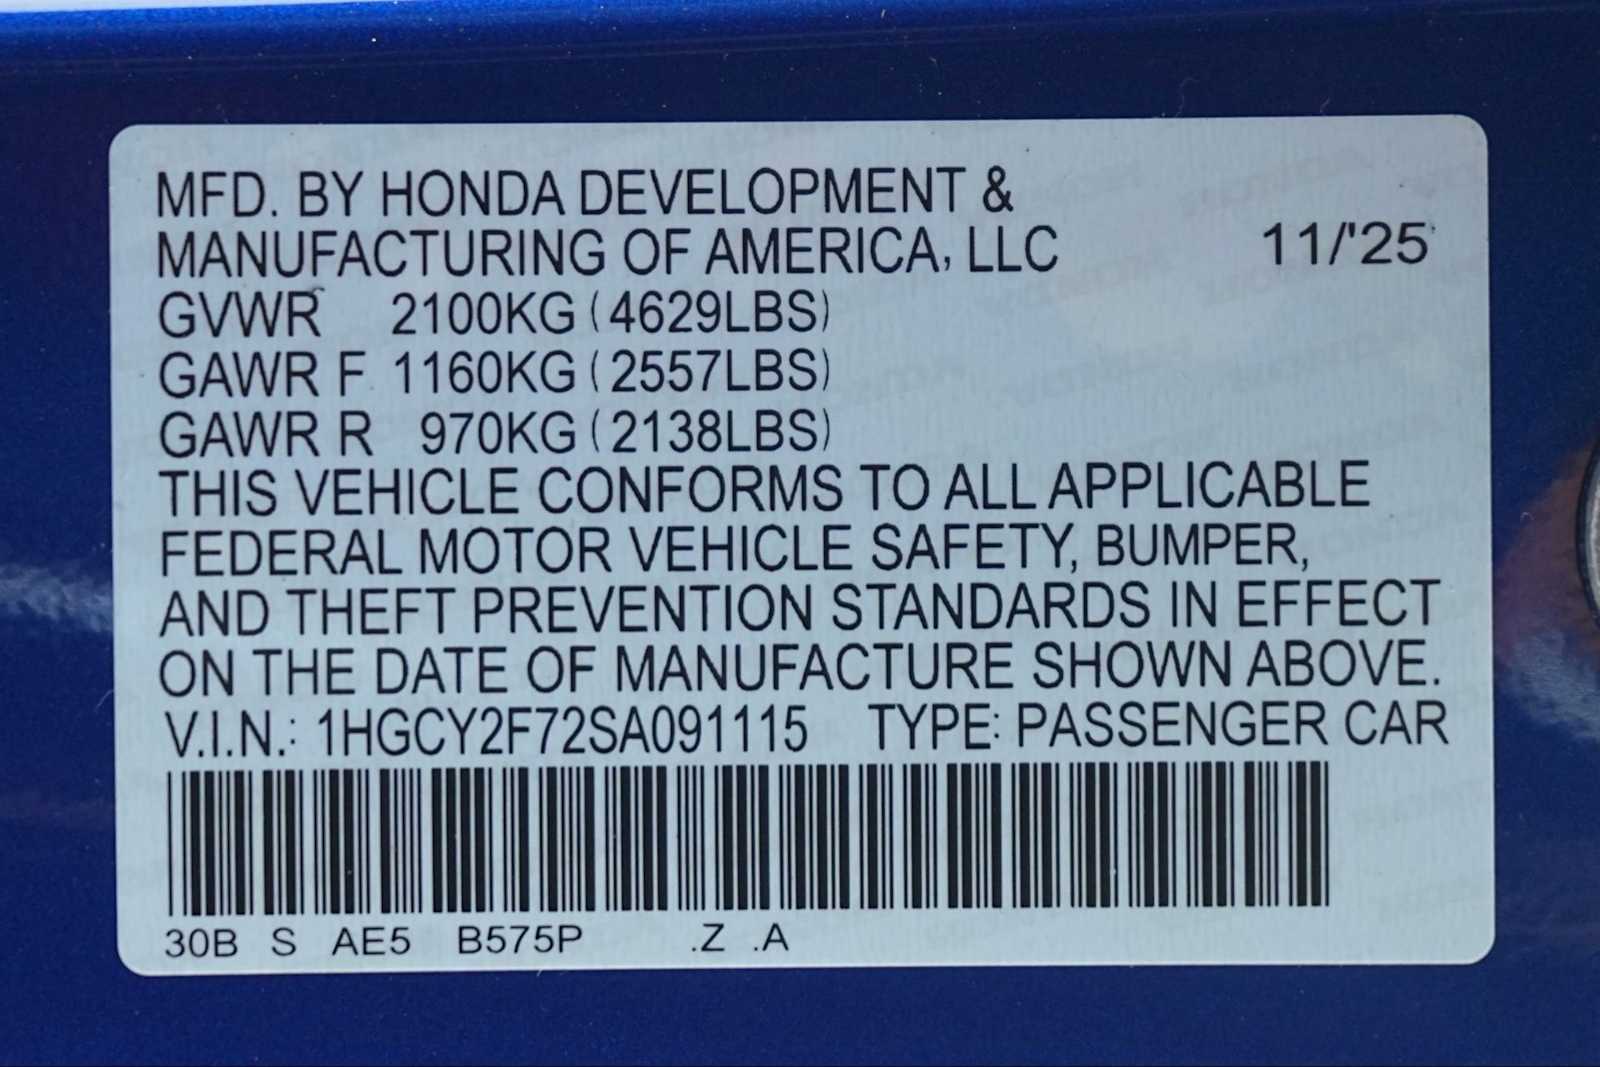 MFD. BY HONDA DEVELOPMENT &
MANUFACTURING OF AMERICA, LLC 11/'25
GVWR 2100KG (4629LBS)
GAWR F 1160KG (2557LBS)
GAWR R 970KG (2138LBS)
THIS VEHICLE CONFORMS TO ALL APPLICABLE
FEDERAL MOTOR VEHICLE SAFETY, BUMPER,
AND THEFT PREVENTION STANDARDS IN EFFECT
ON THE DATE OF MANUFACTURE SHOWN ABOVE.
V.I.N.: 1HGCY2F72SA091115 TYPE: PASSENGER CAR
30B S AE5 B575P .Z .A